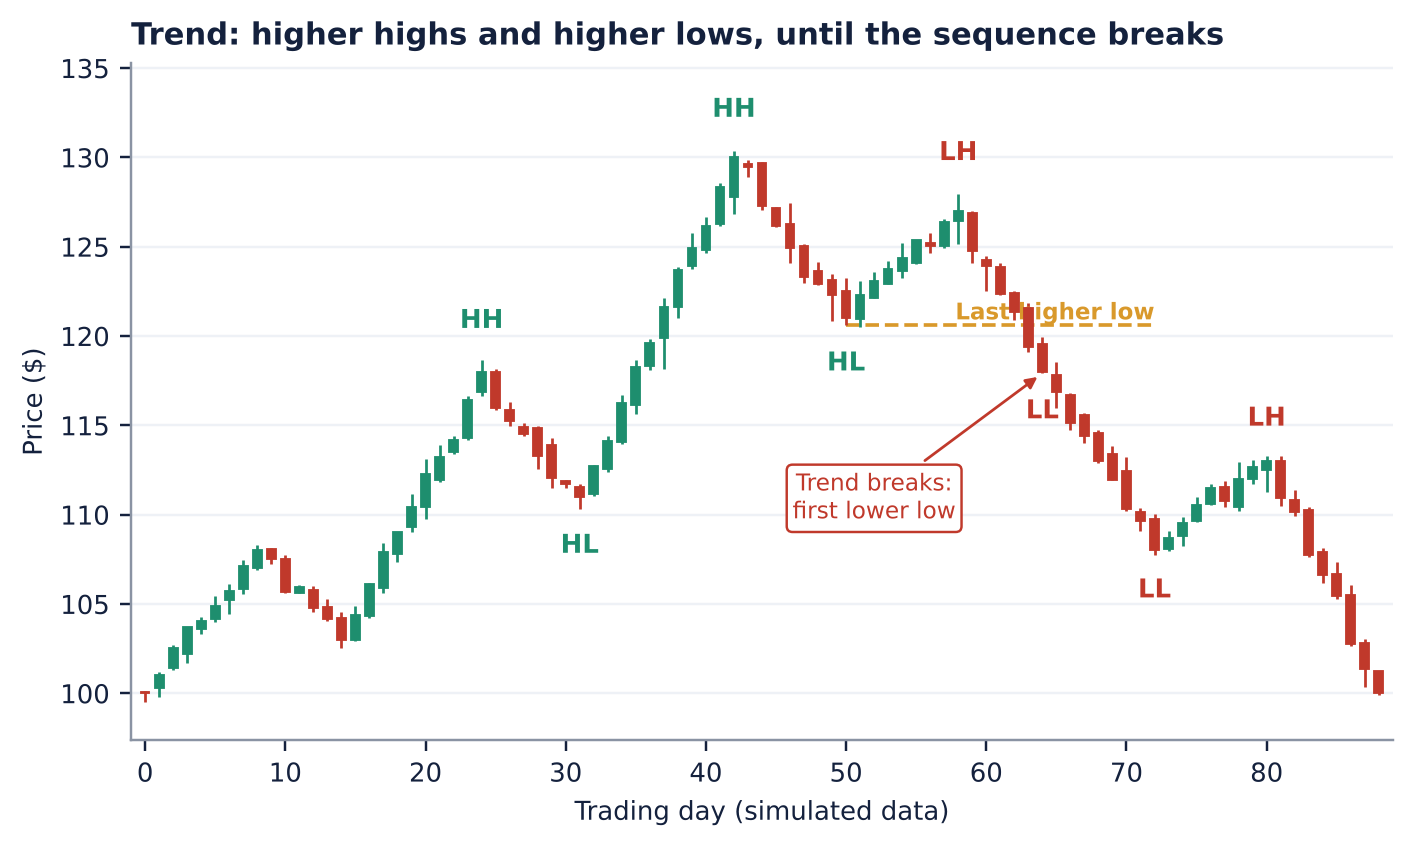 Trend: higher highs and higher lows, until the sequence breaks
135
130
125
120
115
110
105
100
Price ($)
HH
HH
LH
Last higher low
HL
LL
LH
Trend breaks:
first lower low
HL
LL
0 10 20 30 40 50 60 70 80
Trading day (simulated data)